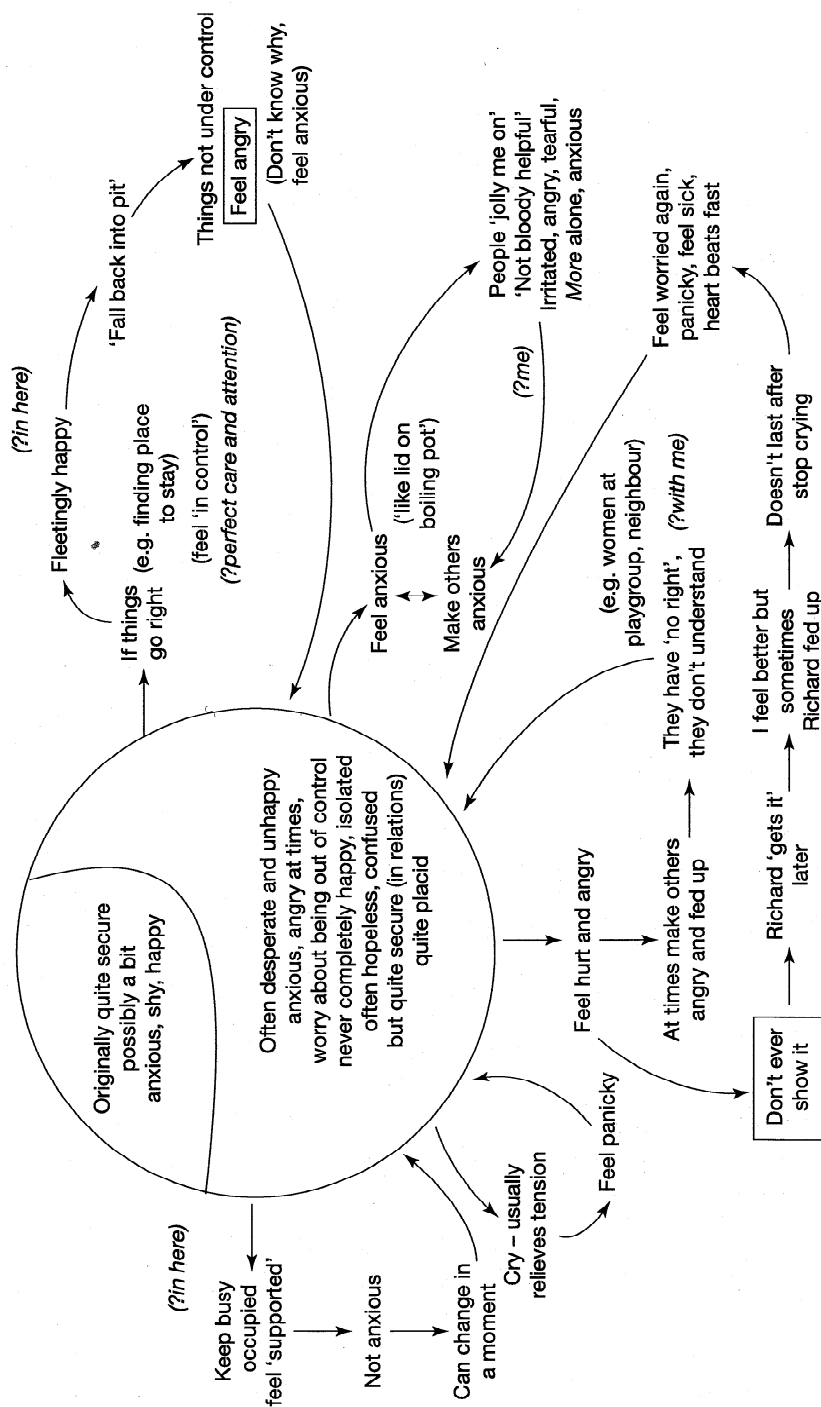 Originally quite secure
possibly a bit
anxious, shy, happy
Often desperate and unhappy
anxious, angry at times,
worry about being out of control
never completely happy, isolated
often hopeless, confused
but quite secure (in relations)
quite placid
(?in here)
Keep busy
occupied
feel ‘supported’
Not anxious
Can change in
a moment
Cry – usually
relieves tension
Feel panicky
Feel hurt and angry
Don’t ever
show it
Richard ‘gets it’
later
I feel better but
sometimes
Richard fed up
Doesn’t last after
stop crying
Feel worried again,
panicky, feel sick,
heart beats fast
At times make others
angry and fed up
They have ‘no right’,
they don’t understand
(e.g. women at
playgroup, neighbour)
(?with me)
Feel anxious
(‘like lid on
boiling pot’)
Make others
anxious
People ‘jolly me on’
‘Not bloody helpful’
Irritated, angry, tearful,
More alone, anxious
(?me)
If things
go right
(e.g. finding place
to stay)
(feel ‘in control’)
(?perfect care and attention)
Fleetingly happy
(?in here)
‘Fall back into pit’
Things not under control
Feel angry
(Don’t know why,
feel anxious)